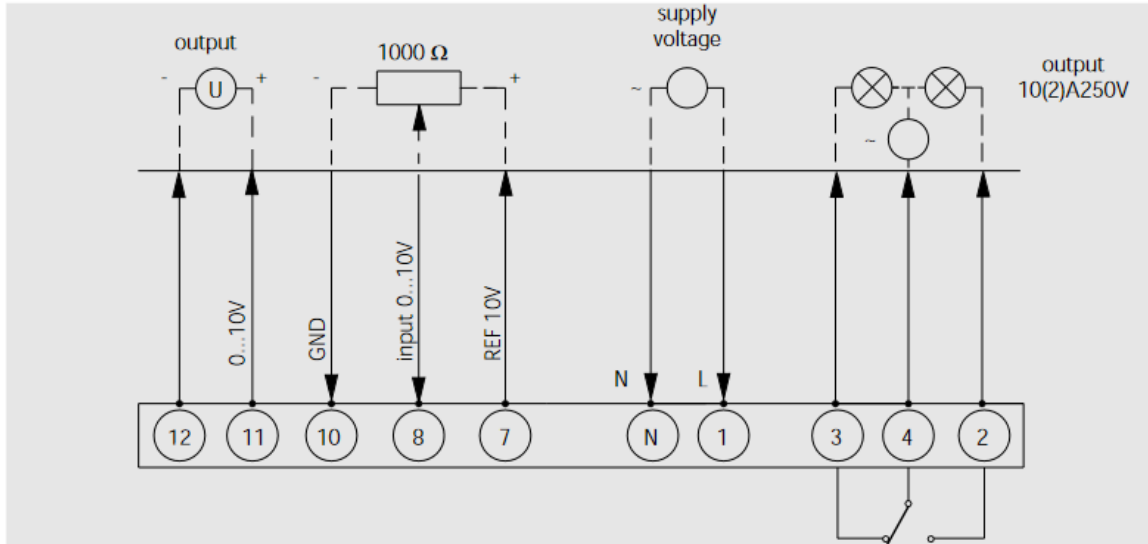 supply
voltage
output
1000 Ω
output
10(2)A250V
- U +
- +
~
~
0...10V
GND
input 0...10V
REF 10V
N L
12 11 10 8 7 N 1 3 4 2